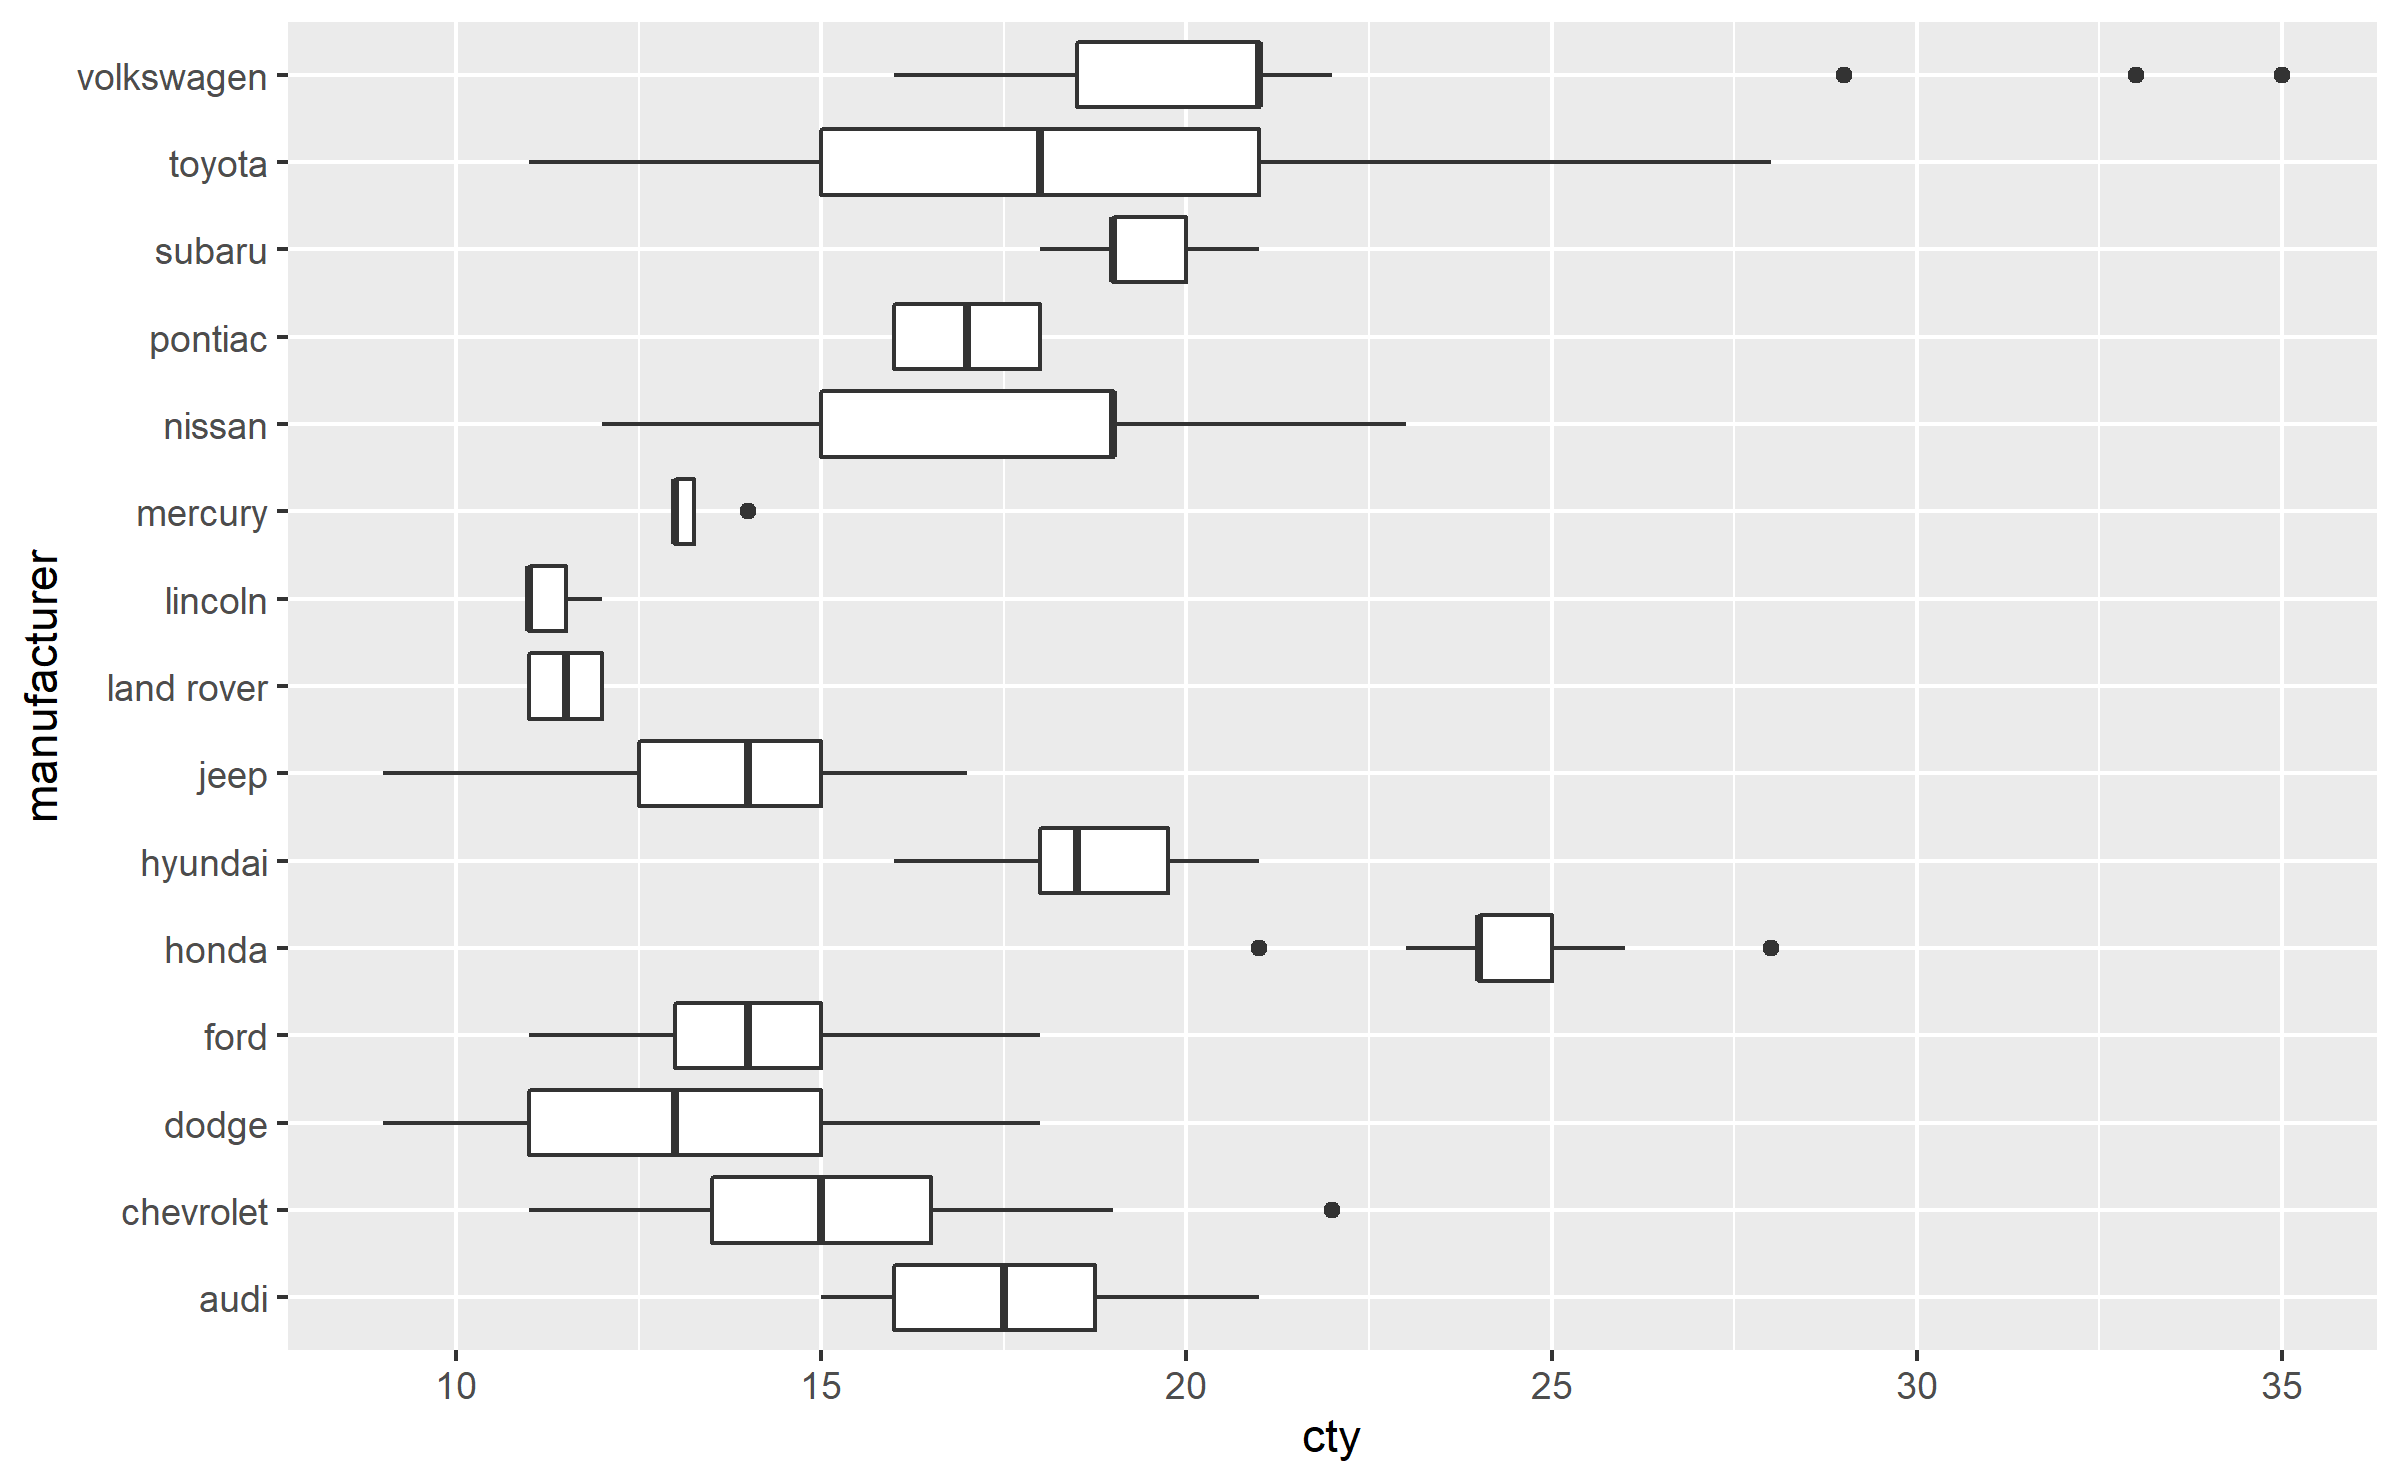 volkswagen
toyota
subaru
pontiac
nissan
mercury
lincoln
land rover
jeep
hyundai
honda
ford
dodge
chevrolet
audi
manufacturer
10 15 20 25 30 35
cty